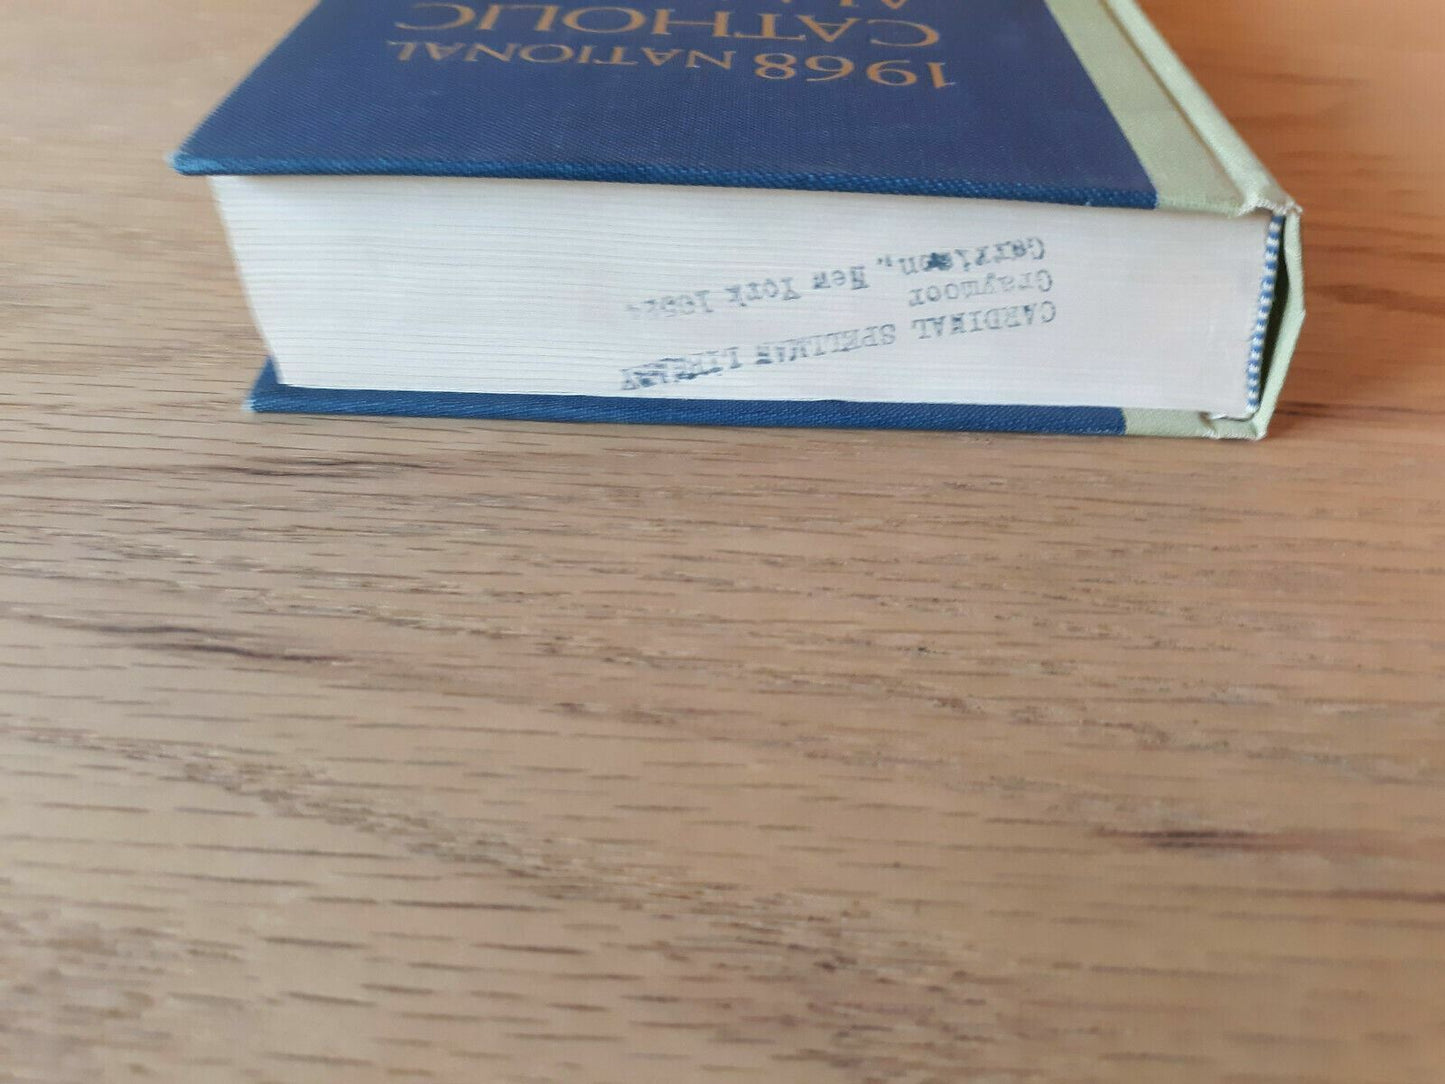 1968 NATIONAL
CATHOLIC
CARDINAL SPELLMAN LIBRARY
Graymoor
Garrison, New York 10524